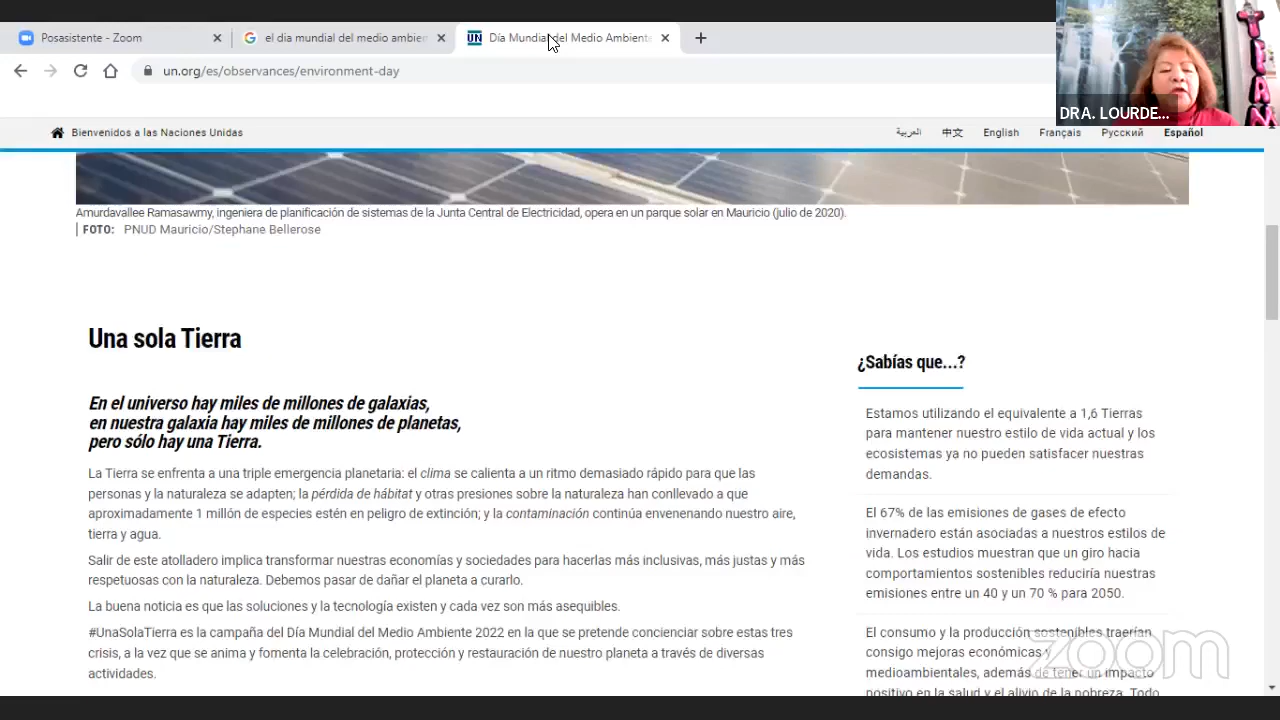 Posasistente - Zoom
el dia mundial del medio ambien
UN
Día Mundial del Medio Ambiente
un.org/es/observances/environment-day
DRA. LOURDE...
Bienvenidos a las Naciones Unidas
العربية
中文
English
Français
Русский
Español
Amurdavallee Ramasawmy, ingeniera de planificación de sistemas de la Junta Central de Electricidad, opera en un parque solar en Mauricio (julio de 2020).
FOTO: PNUD Mauricio/Stephane Bellerose
Una sola Tierra
En el universo hay miles de millones de galaxias,
en nuestra galaxia hay miles de millones de planetas,
pero sólo hay una Tierra.
La Tierra se enfrenta a una triple emergencia planetaria: el clima se calienta a un ritmo demasiado rápido para que las
personas y la naturaleza se adapten; la pérdida de hábitat y otras presiones sobre la naturaleza han conllevado a que
aproximadamente 1 millón de especies estén en peligro de extinción; y la contaminación continúa envenenando nuestro aire,
tierra y agua.
Salir de este atolladero implica transformar nuestras economías y sociedades para hacerlas más inclusivas, más justas y más
respetuosas con la naturaleza. Debemos pasar de dañar el planeta a curarlo.
La buena noticia es que las soluciones y la tecnología existen y cada vez son más asequibles.
#UnaSolaTierra es la campaña del Día Mundial del Medio Ambiente 2022 en la que se pretende concienciar sobre estas tres
crisis, a la vez que se anima y fomenta la celebración, protección y restauración de nuestro planeta a través de diversas
actividades.
¿Sabías que...?
Estamos utilizando el equivalente a 1,6 Tierras
para mantener nuestro estilo de vida actual y los
ecosistemas ya no pueden satisfacer nuestras
demandas.
El 67% de las emisiones de gases de efecto
invernadero están asociadas a nuestros estilos de
vida. Los estudios muestran que un giro hacia
comportamientos sostenibles reduciría nuestras
emisiones entre un 40 y un 70 % para 2050.
El consumo y la producción sostenibles traerían
consigo mejoras económicas y
medioambientales, además de tener un impacto
positivo en la salud y el alivio de la pobreza. Todo
zoom